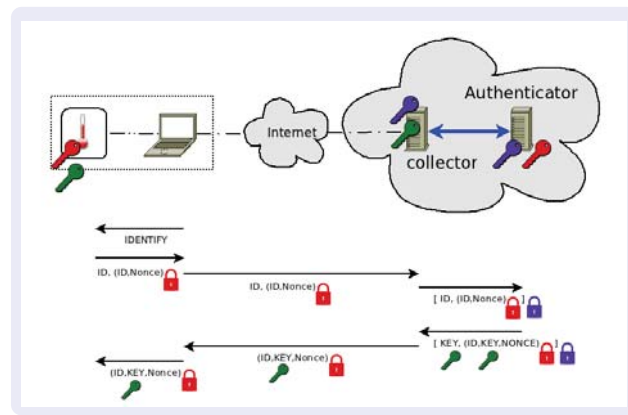 Authenticator
Internet
collector
IDENTIFY
ID, (ID,Nonce)
ID, (ID,Nonce)
[ ID, (ID,Nonce) ]
[ KEY, (ID,KEY,NONCE) ]
(ID,KEY,Nonce)
(ID,KEY,Nonce)